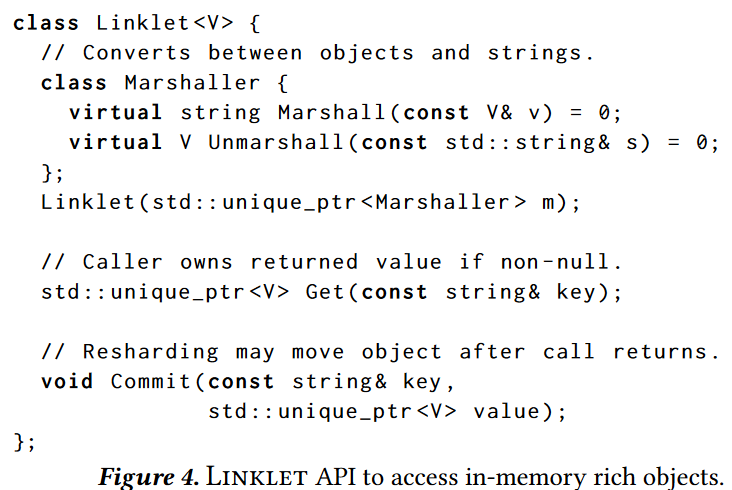 class Linklet<V> {
// Converts between objects and strings.
class Marshaller {
virtual string Marshall(const V& v) = 0;
virtual V Unmarshall(const std::string& s) = 0;
};
Linklet(std::unique_ptr<Marshaller> m);
// Caller owns returned value if non-null.
std::unique_ptr<V> Get(const string& key);
// Resharding may move object after call returns.
void Commit(const string& key,
std::unique_ptr<V> value);
};
Figure 4. LINKLET API to access in-memory rich objects.